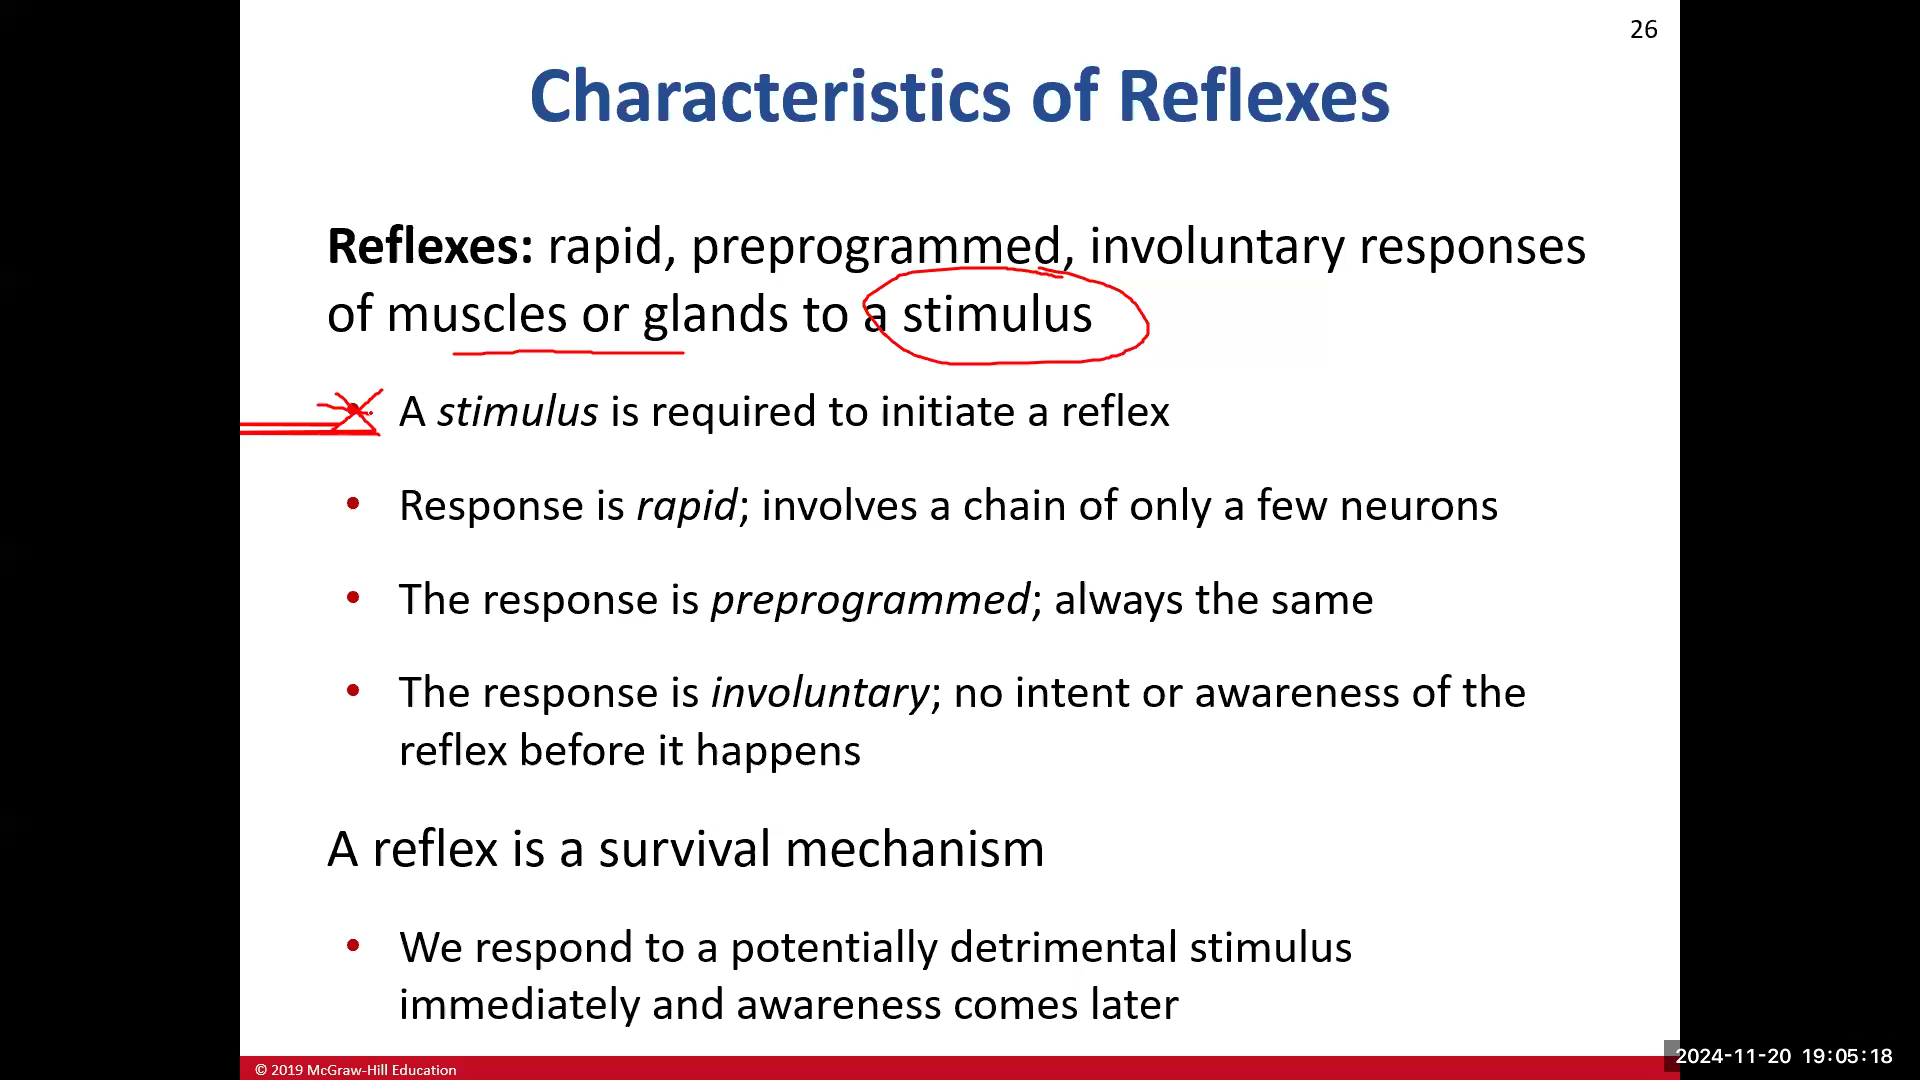 26
Characteristics of Reflexes
Reflexes: rapid, preprogrammed, involuntary responses
of muscles or glands to a stimulus
• A stimulus is required to initiate a reflex
• Response is rapid; involves a chain of only a few neurons
• The response is preprogrammed; always the same
• The response is involuntary; no intent or awareness of the
reflex before it happens
A reflex is a survival mechanism
• We respond to a potentially detrimental stimulus
immediately and awareness comes later
© 2019 McGraw-Hill Education
2024-11-20 19:05:18